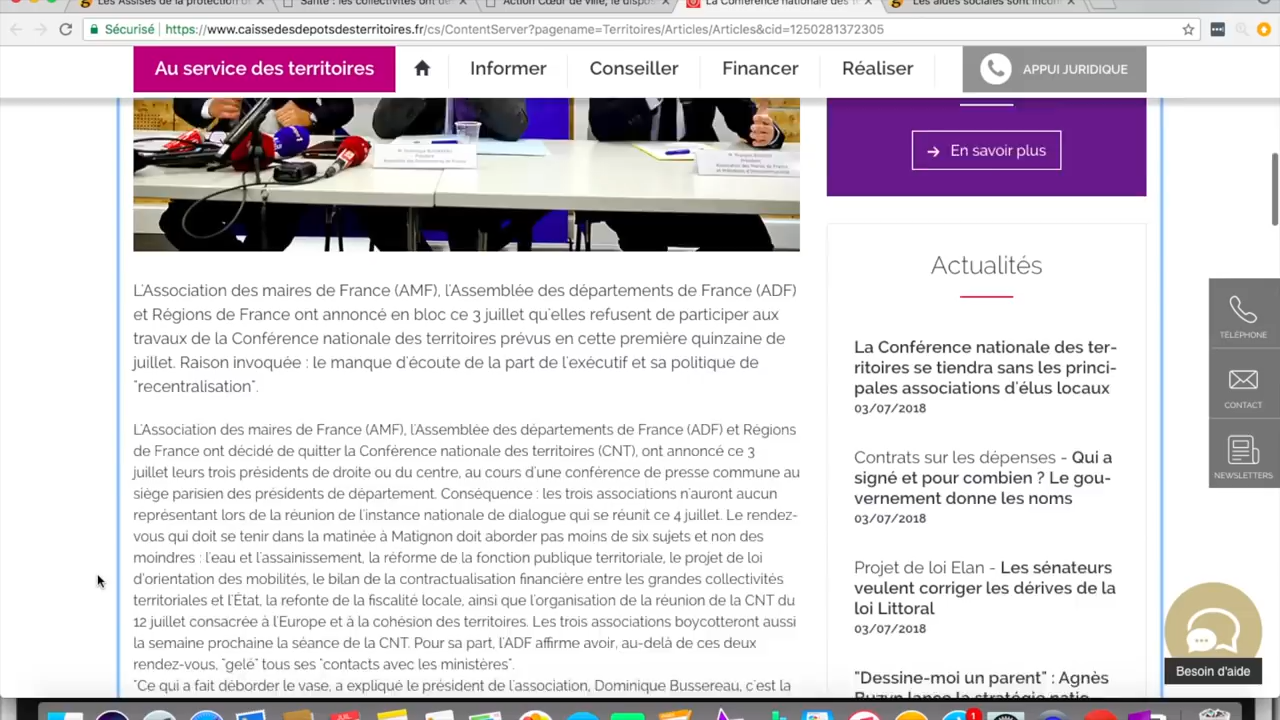 Les Assises de la protection d
Santé : les collectivités ont de
Action Cœur de ville, le dispos
La Conférence nationale des t
Les aides sociales sont incon
Sécurisé
https://www.caissedesdepotsdesterritoires.fr/cs/ContentServer?pagename=Territoires/Articles/Articles&cid=1250281372305
Au service des territoires
Informer
Conseiller
Financer
Réaliser
APPUI JURIDIQUE
En savoir plus
L'Association des maires de France (AMF), l'Assemblée des départements de France (ADF)
et Régions de France ont annoncé en bloc ce 3 juillet qu'elles refusent de participer aux
travaux de la Conférence nationale des territoires prévus en cette première quinzaine de
juillet. Raison invoquée : le manque d'écoute de la part de l'exécutif et sa politique de
"recentralisation".
L'Association des maires de France (AMF), l'Assemblée des départements de France (ADF) et Régions
de France ont décidé de quitter la Conférence nationale des territoires (CNT), ont annoncé ce 3
juillet leurs trois présidents de droite ou du centre, au cours d'une conférence de presse commune au
siège parisien des présidents de département. Conséquence : les trois associations n'auront aucun
représentant lors de la réunion de l'instance nationale de dialogue qui se réunit ce 4 juillet. Le rendez-
vous qui doit se tenir dans la matinée à Matignon doit aborder pas moins de six sujets et non des
moindres : l'eau et l'assainissement, la réforme de la fonction publique territoriale, le projet de loi
d'orientation des mobilités, le bilan de la contractualisation financière entre les grandes collectivités
territoriales et l'État, la refonte de la fiscalité locale, ainsi que l'organisation de la réunion de la CNT du
12 juillet consacrée à l'Europe et à la cohésion des territoires. Les trois associations boycotteront aussi
la semaine prochaine la séance de la CNT. Pour sa part, l'ADF affirme avoir, au-delà de ces deux
rendez-vous, "gelé" tous ses "contacts avec les ministères".
"Ce qui a fait déborder le vase, a expliqué le président de l'association, Dominique Bussereau, c'est la
Actualités
La Conférence nationale des ter-
ritoires se tiendra sans les princi-
pales associations d'élus locaux
03/07/2018
Contrats sur les dépenses - Qui a
signé et pour combien ? Le gou-
vernement donne les noms
03/07/2018
Projet de loi Elan - Les sénateurs
veulent corriger les dérives de la
loi Littoral
03/07/2018
"Dessine-moi un parent" : Agnès
Buzyn lance la stratégie natio-
TÉLÉPHONE
CONTACT
NEWSLETTERS
Besoin d'aide